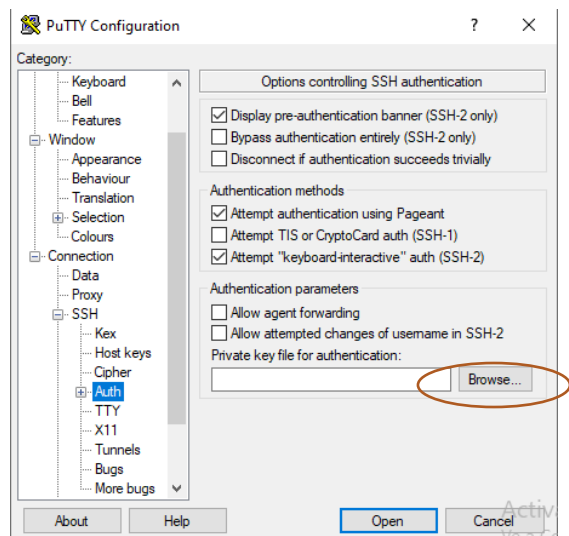 PuTTY Configuration
? ×
Category:
Keyboard
Bell
Features
Window
Appearance
Behaviour
Translation
Selection
Colours
Connection
Data
Proxy
SSH
Kex
Host keys
Cipher
Auth
TTY
X11
Tunnels
Bugs
More bugs
Options controlling SSH authentication
Display pre-authentication banner (SSH-2 only)
Bypass authentication entirely (SSH-2 only)
Disconnect if authentication succeeds trivially
Authentication methods
Attempt authentication using Pageant
Attempt TIS or CryptoCard auth (SSH-1)
Attempt "keyboard-interactive" auth (SSH-2)
Authentication parameters
Allow agent forwarding
Allow attempted changes of username in SSH-2
Private key file for authentication:
Browse...
About
Help
Open
Cancel
Activ